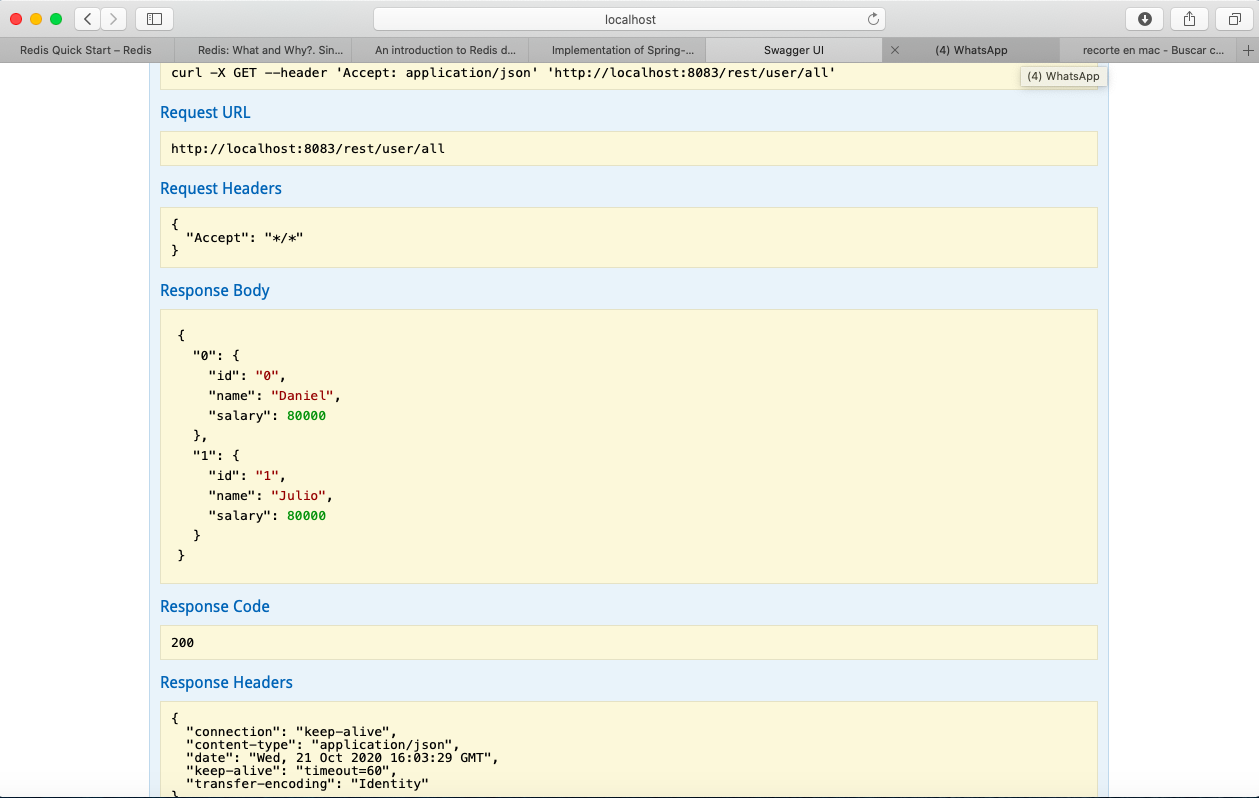 localhost
Redis Quick Start – Redis
Redis: What and Why?. Sin...
An introduction to Redis d...
Implementation of Spring-...
Swagger UI
(4) WhatsApp
recorte en mac - Buscar c...
(4) WhatsApp
curl -X GET --header 'Accept: application/json' 'http://localhost:8083/rest/user/all'
Request URL
http://localhost:8083/rest/user/all
Request Headers
{
  "Accept": "*/*"
}
Response Body
{
  "0": {
    "id": "0",
    "name": "Daniel",
    "salary": 80000
  },
  "1": {
    "id": "1",
    "name": "Julio",
    "salary": 80000
  }
}
Response Code
200
Response Headers
{
  "connection": "keep-alive",
  "content-type": "application/json",
  "date": "Wed, 21 Oct 2020 16:03:29 GMT",
  "keep-alive": "timeout=60",
  "transfer-encoding": "Identity"
}